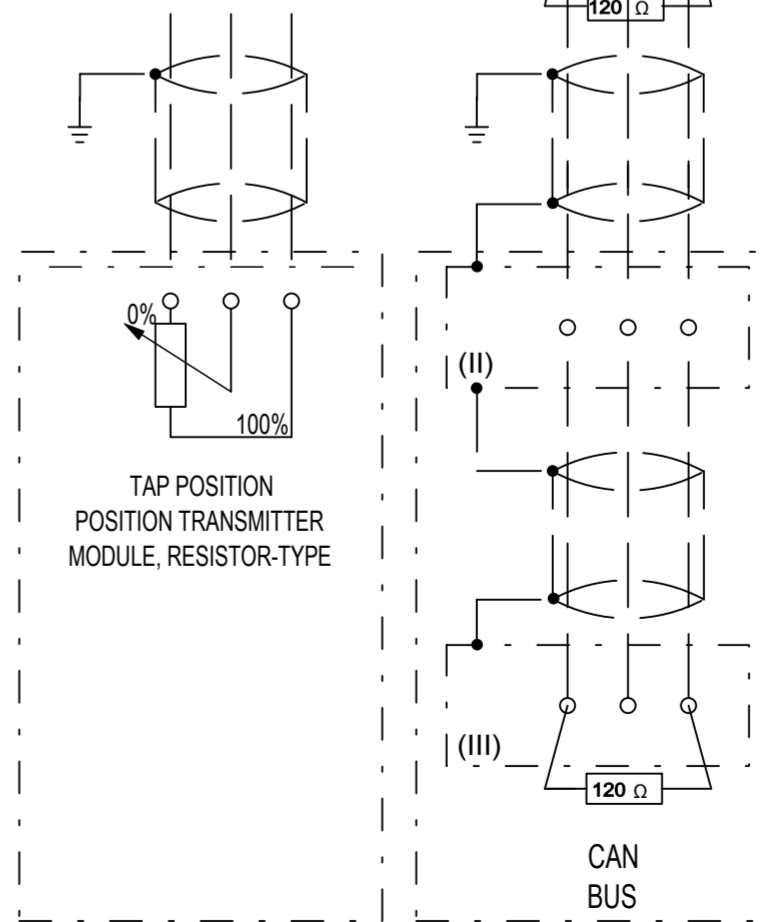 120 Ω
0%
(II)
100%
TAP POSITION
POSITION TRANSMITTER
MODULE, RESISTOR-TYPE
(III)
120 Ω
CAN
BUS